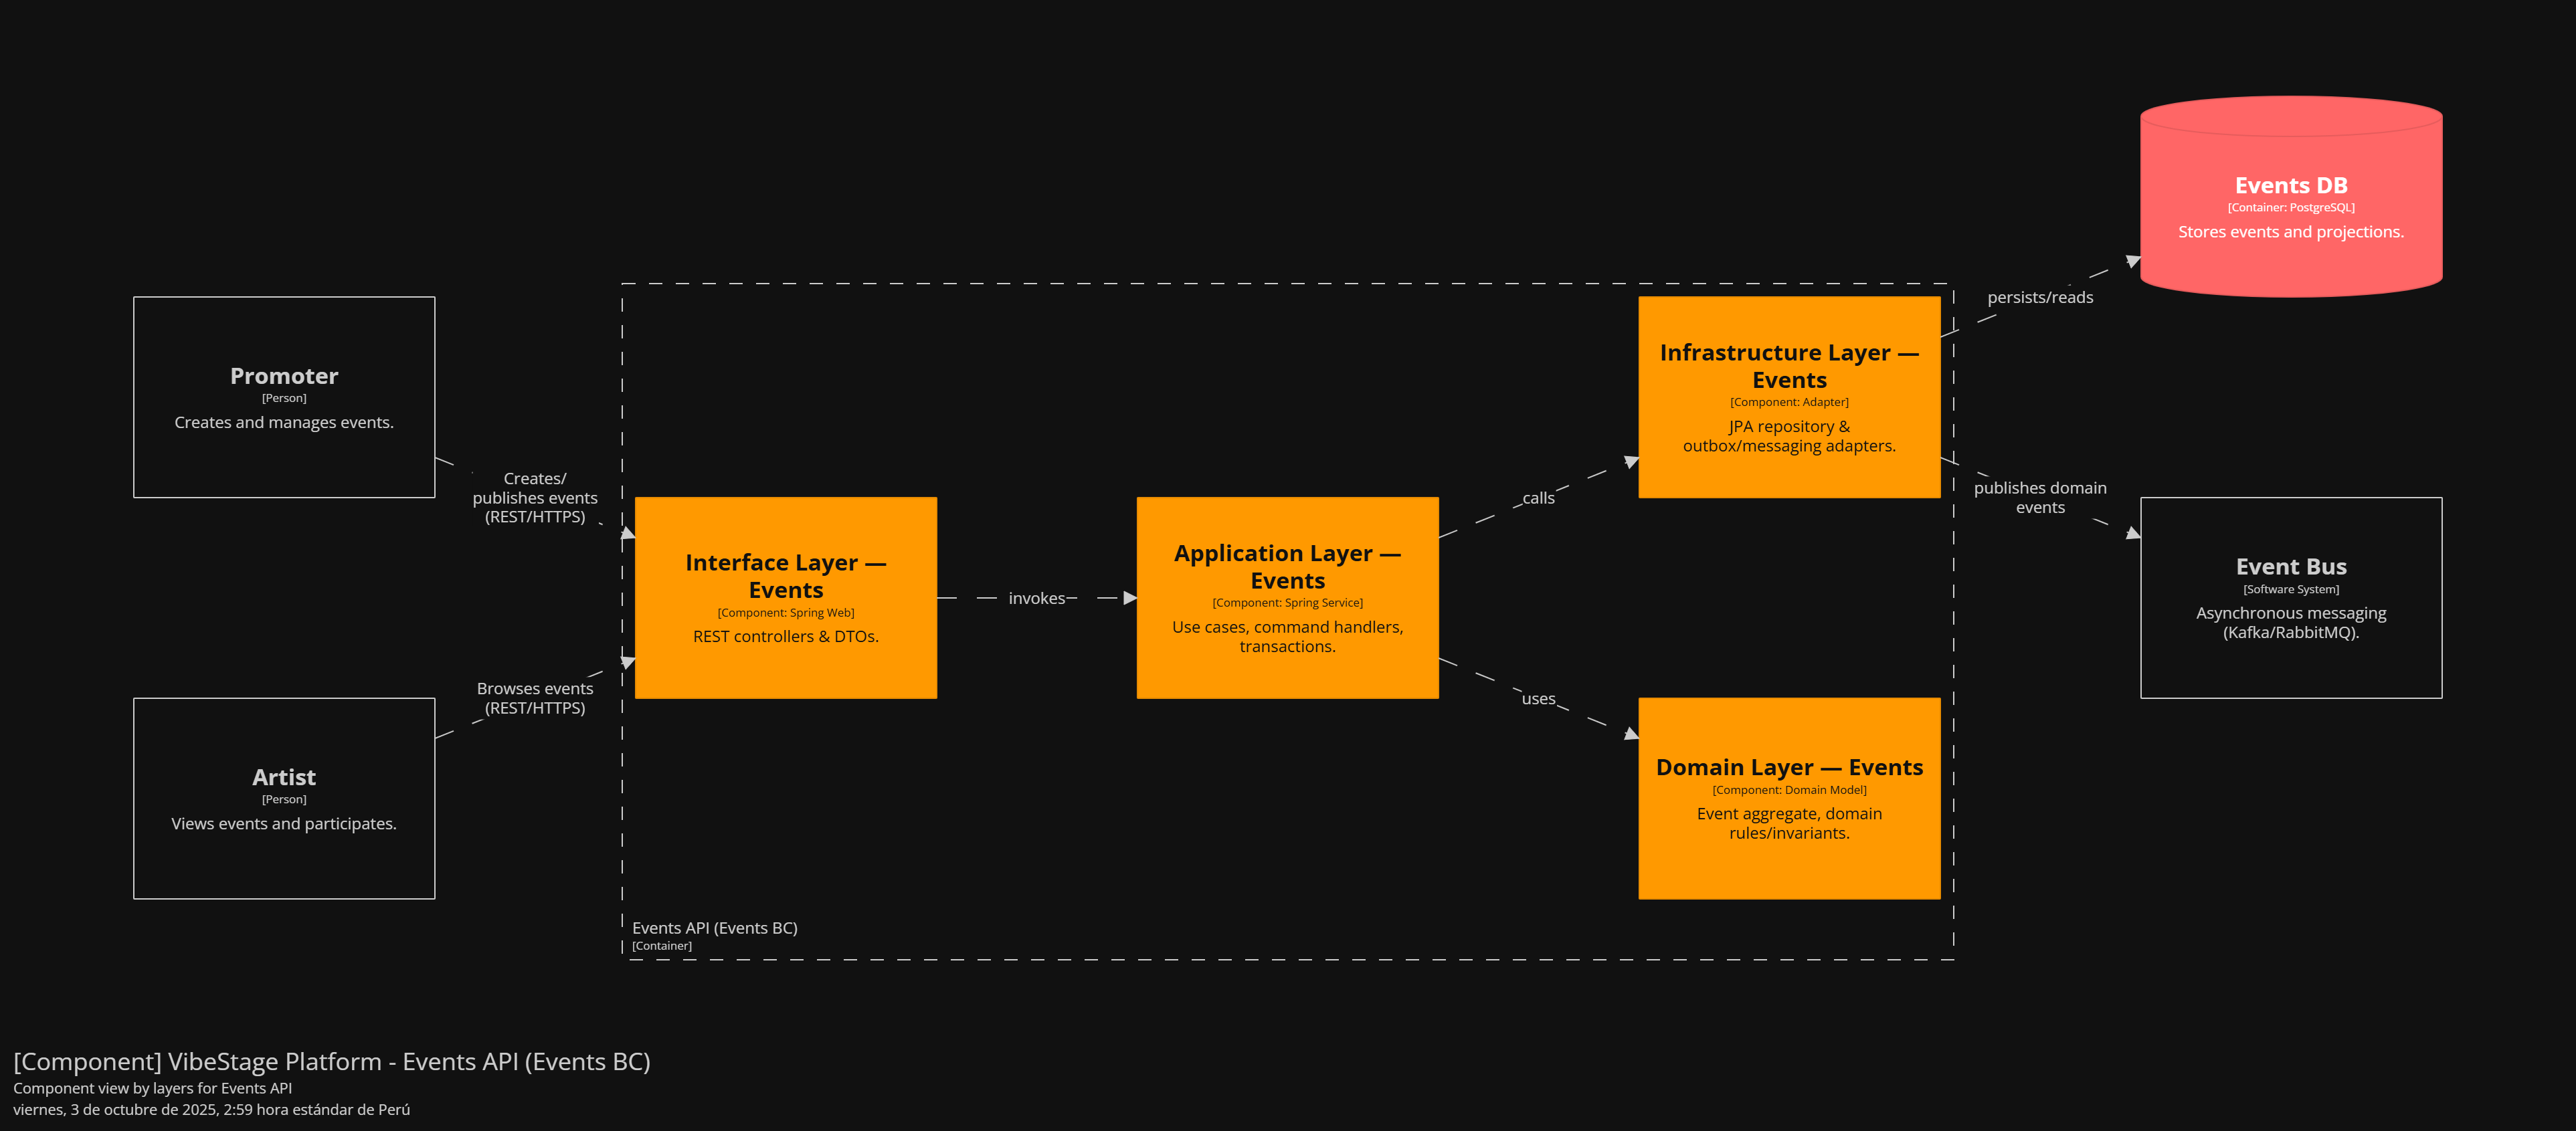 Events DB
[Container: PostgreSQL]
Stores events and projections.
persists/reads
Promoter
[Person]
Creates and manages events.
Creates/
publishes events
(REST/HTTPS)
Infrastructure Layer —
Events
[Component: Adapter]
JPA repository &
outbox/messaging adapters.
publishes domain
events
Interface Layer —
Events
[Component: Spring Web]
REST controllers & DTOs.
invokes
Application Layer —
Events
[Component: Spring Service]
Use cases, command handlers,
transactions.
calls
uses
Event Bus
[Software System]
Asynchronous messaging
(Kafka/RabbitMQ).
Browses events
(REST/HTTPS)
Artist
[Person]
Views events and participates.
Domain Layer — Events
[Component: Domain Model]
Event aggregate, domain
rules/invariants.
Events API (Events BC)
[Container]
[Component] VibeStage Platform - Events API (Events BC)
Component view by layers for Events API
viernes, 3 de octubre de 2025, 2:59 hora estándar de Perú